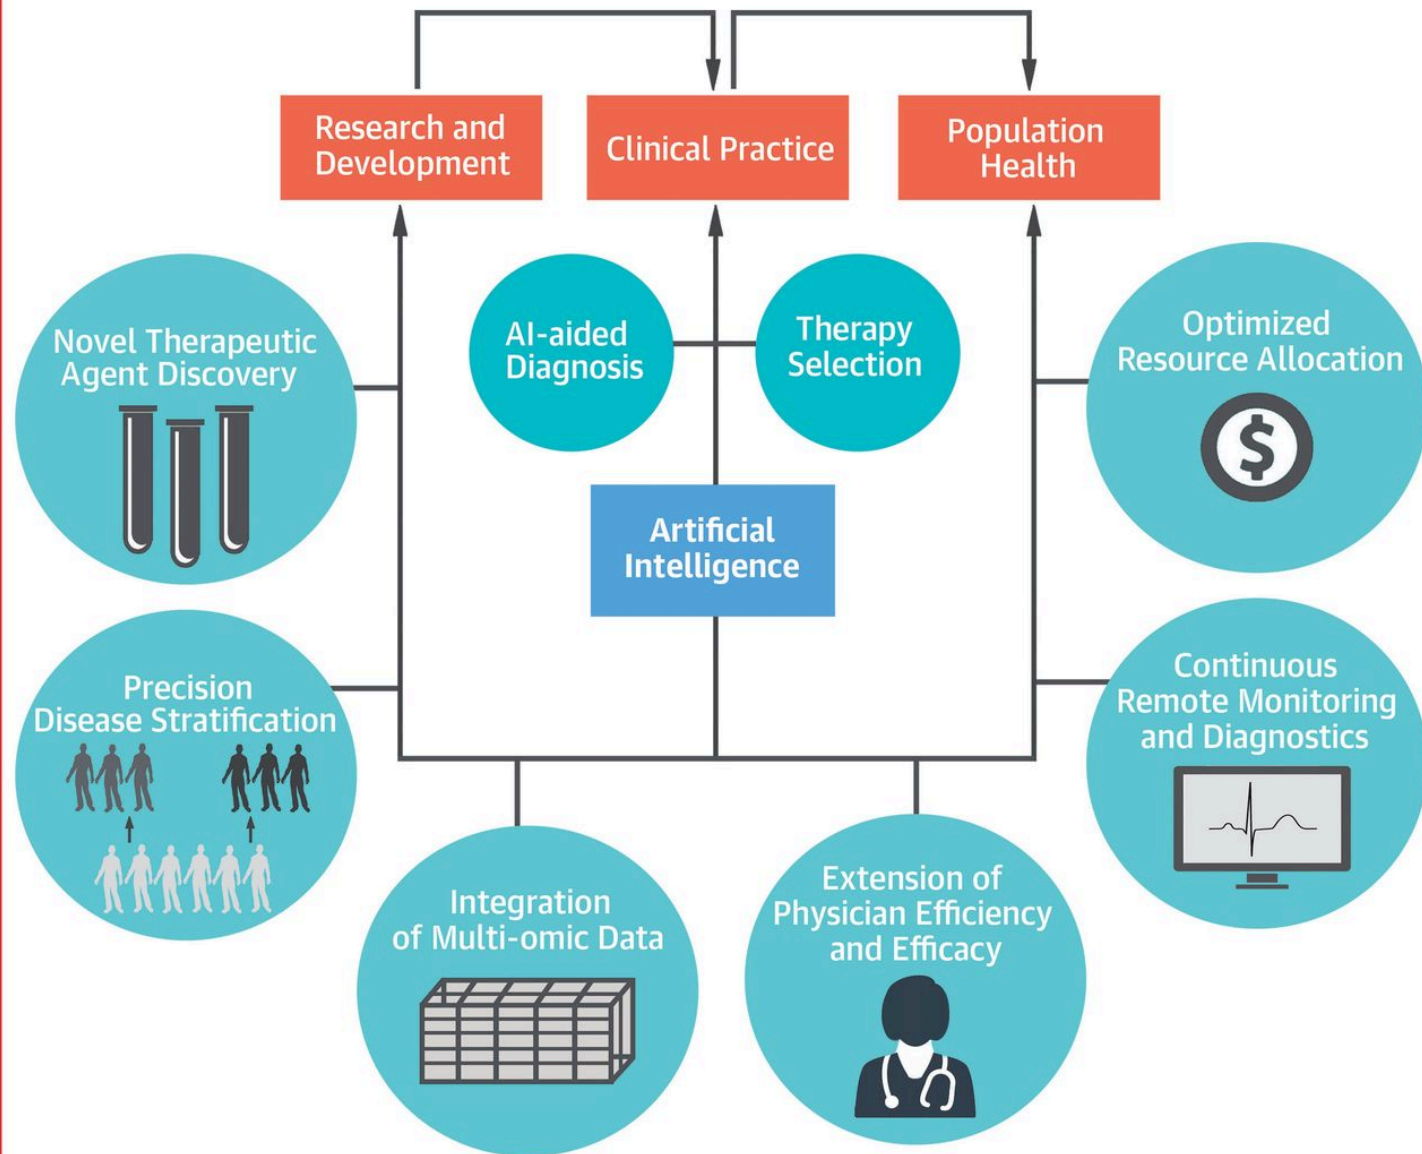 Research and
Development
Clinical Practice
Population
Health
Novel Therapeutic
Agent Discovery
AI-aided
Diagnosis
Therapy
Selection
Optimized
Resource Allocation
$
Artificial
Intelligence
Precision
Disease Stratification
Continuous
Remote Monitoring
and Diagnostics
Integration
of Multi-omic Data
Extension of
Physician Efficiency
and Efficacy